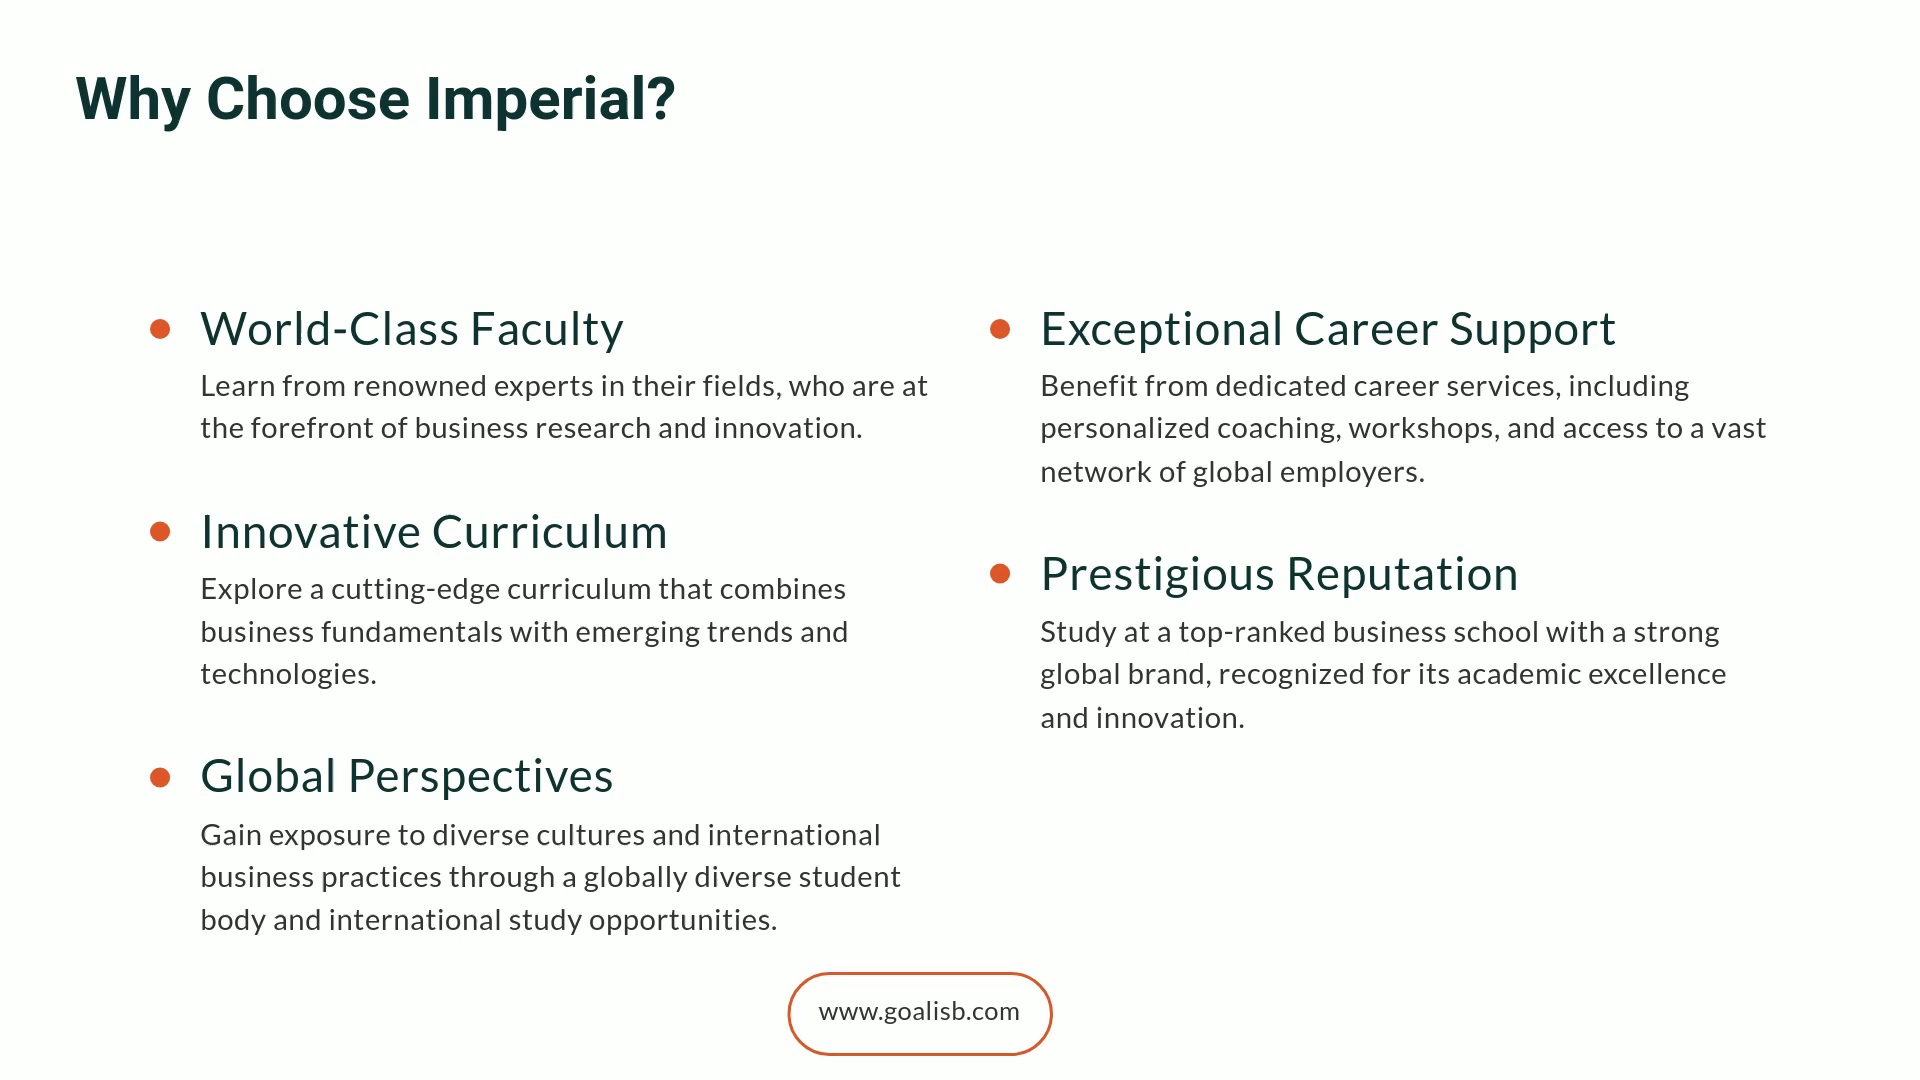 Why Choose Imperial?
World-Class Faculty
Learn from renowned experts in their fields, who are at
the forefront of business research and innovation.
Innovative Curriculum
Explore a cutting-edge curriculum that combines
business fundamentals with emerging trends and
technologies.
Global Perspectives
Gain exposure to diverse cultures and international
business practices through a globally diverse student
body and international study opportunities.
Exceptional Career Support
Benefit from dedicated career services, including
personalized coaching, workshops, and access to a vast
network of global employers.
Prestigious Reputation
Study at a top-ranked business school with a strong
global brand, recognized for its academic excellence
and innovation.
www.goalisb.com